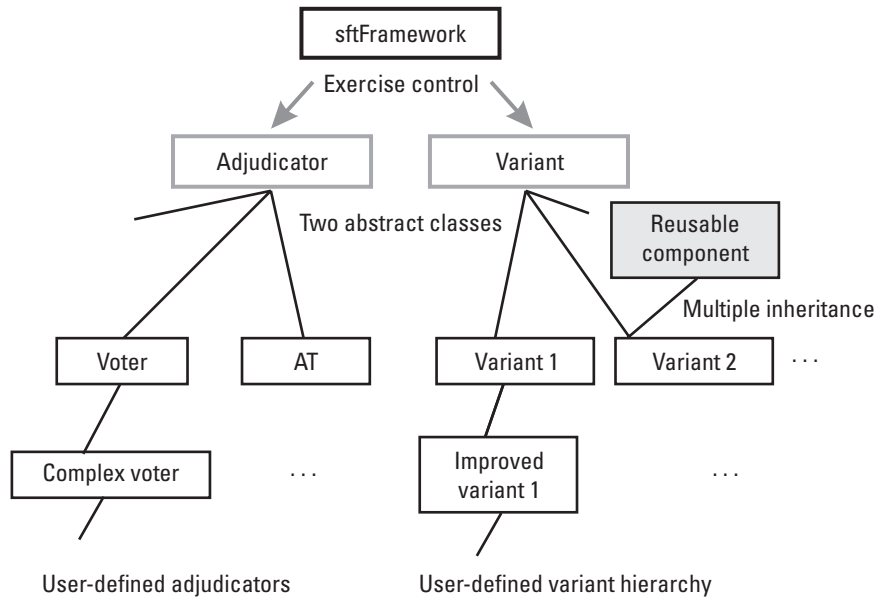 sftFramework
Exercise control
Adjudicator
Variant
Two abstract classes
Reusable
component
Multiple inheritance
Voter
AT
Variant 1
Variant 2
. . .
Complex voter
. . .
Improved
variant 1
. . .
User-defined adjudicators
User-defined variant hierarchy